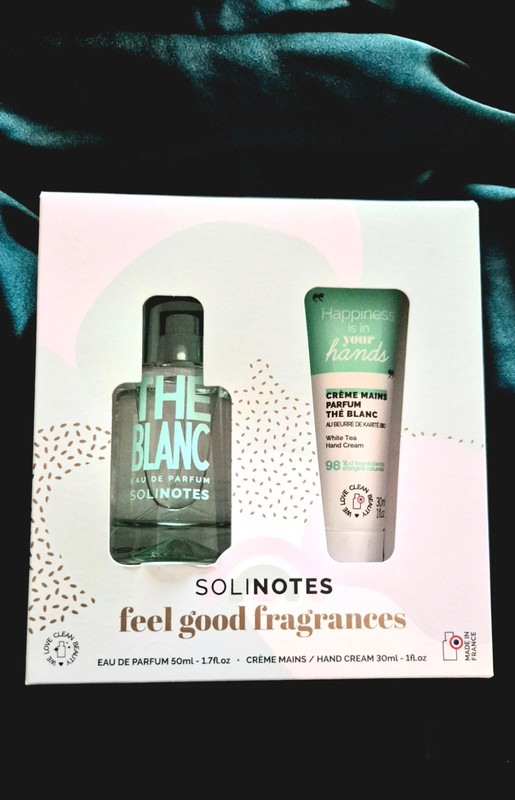 THÉ
BLANC
EAU DE PARFUM
SOLINOTES
“
Happiness
is in
your
hands
”
CRÈME MAINS
PARFUM
THÉ BLANC
AU BEURRE DE KARITÉ BIO
White Tea
Hand Cream
98 % d'ingrédients
d'origine naturelle
WE LOVE CLEAN BEAUTY
30ml
1fl.oz
SOLINOTES
feel good fragrances
WE LOVE CLEAN BEAUTY
EAU DE PARFUM 50ml - 1.7fl.oz • CRÈME MAINS / HAND CREAM 30ml - 1fl.oz
MADE IN
FRANCE